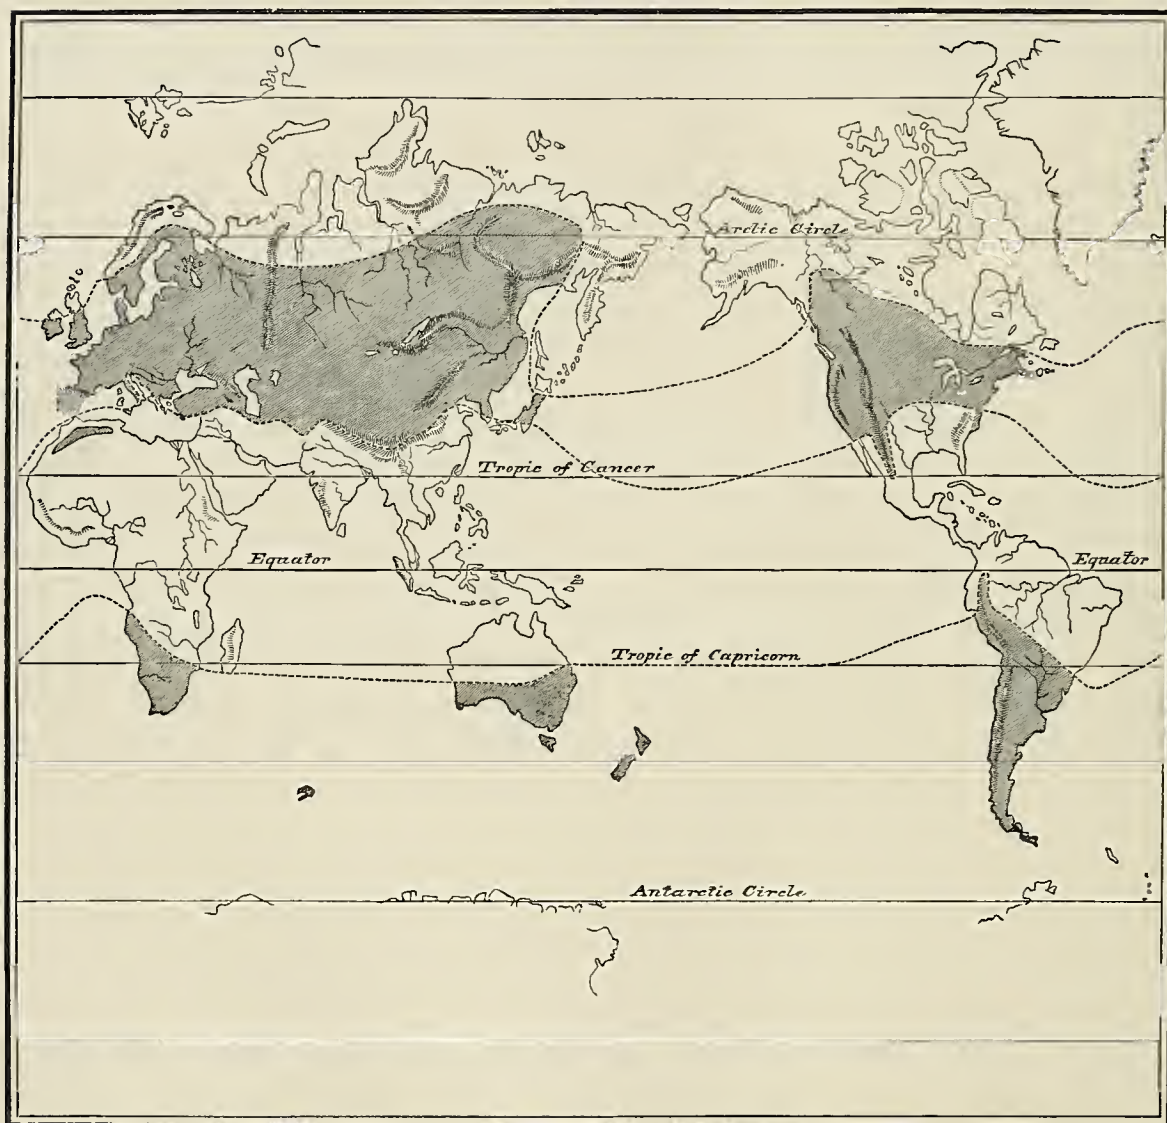 Arctic Circle
Tropic of Cancer
Equator
Equator
Tropic of Capricorn
Antarctic Circle